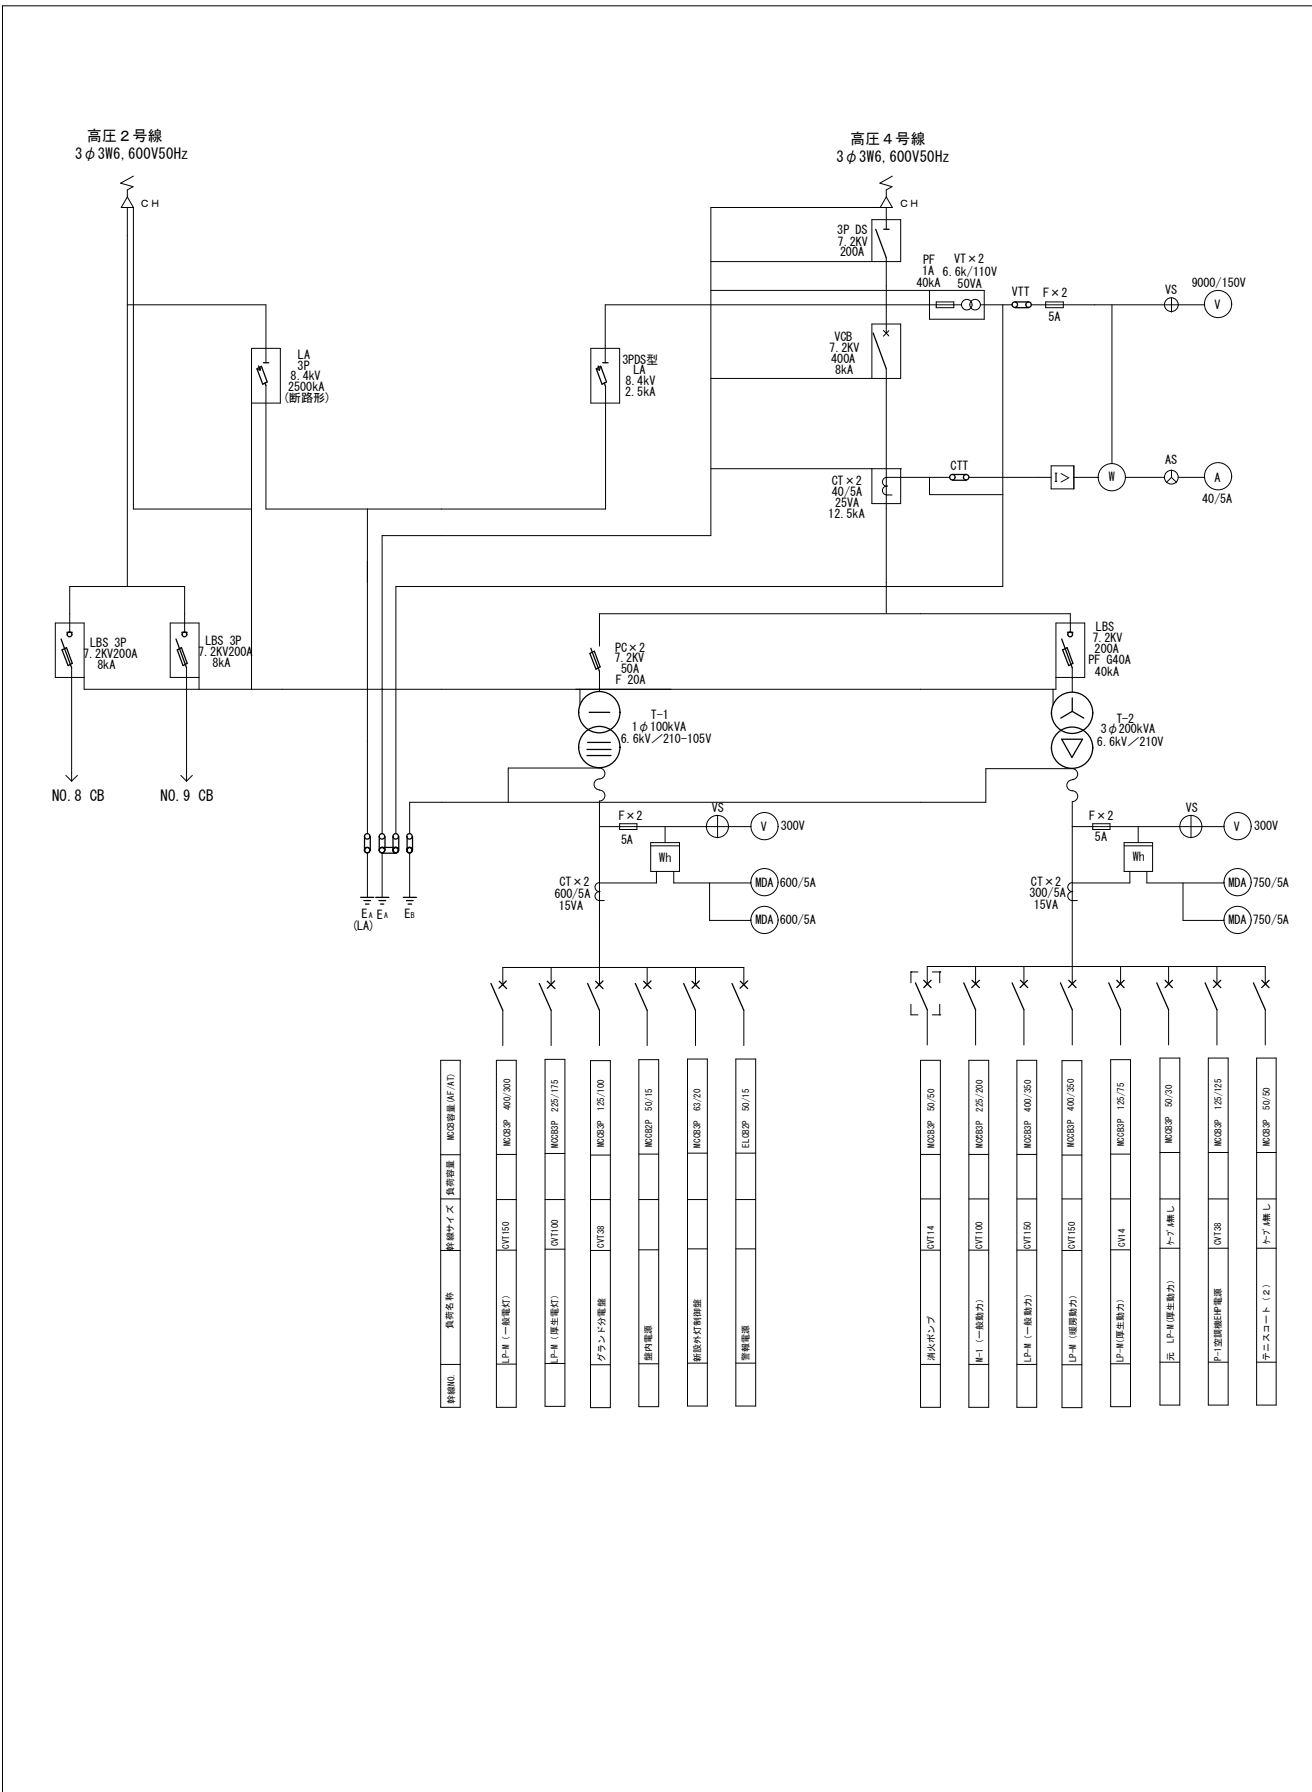 高圧２号線
3φ3W6,600V50Hz
CH
高圧４号線
3φ3W6,600V50Hz
CH
3P DS
7.2KV
200A
PF
1A
40kA
VT×2
6.6k/110V
50VA
VTT
F×2
5A
VS
9000/150V
V
LA
3P
8.4kV
2500kA
(断路形)
3PDS型
LA
8.4kV
2.5kA
VCB
7.2KV
400A
8kA
CT×2
40/5A
25VA
12.5kA
CTT
I>
W
AS
A
40/5A
LBS 3P
7.2KV200A
8kA
LBS 3P
7.2KV200A
8kA
NO.8 CB
NO.9 CB
PC×2
7.2KV
50A
F 20A
LBS
7.2KV
200A
PF G40A
40kA
T-1
1φ100kVA
6.6kV／210-105V
T-2
3φ200kVA
6.6kV／210V
F×2
5A
VS
V
300V
Wh
CT×2
600/5A
15VA
MDA
600/5A
MDA
600/5A
F×2
5A
VS
V
300V
Wh
CT×2
300/5A
15VA
MDA
750/5A
MDA
750/5A
EA
(LA)
EA
EB
幹線NO. 負荷名称 幹線サイズ 負荷容量 MCCB容量(AF/AT)
LP-M（一般電灯） CVT150 MCCB3P 400/300
LP-M（厚生電灯） CVT100 MCCB3P 225/175
グランド分電盤 CVT38 MCCB3P 125/100
盤内電源 MCCB2P 50/15
新設外灯制御盤 MCCB3P 63/20
警報電源 ELCB2P 50/15
消火ポンプ CVT14 MCCB3P 50/50
M-1（一般動力） CVT100 MCCB3P 225/200
LP-M（一般動力） CVT150 MCCB3P 400/350
LP-M（暖房動力） CVT150 MCCB3P 400/350
LP-M(厚生動力) CV14 MCCB3P 125/75
元 LP-M(厚生動力) ｹｰﾌﾞﾙ無し MCCB3P 50/30
P-1空調機EHP電源 CVT38 MCCB3P 125/125
テニスコート（2） ｹｰﾌﾞﾙ無し MCCB3P 50/50